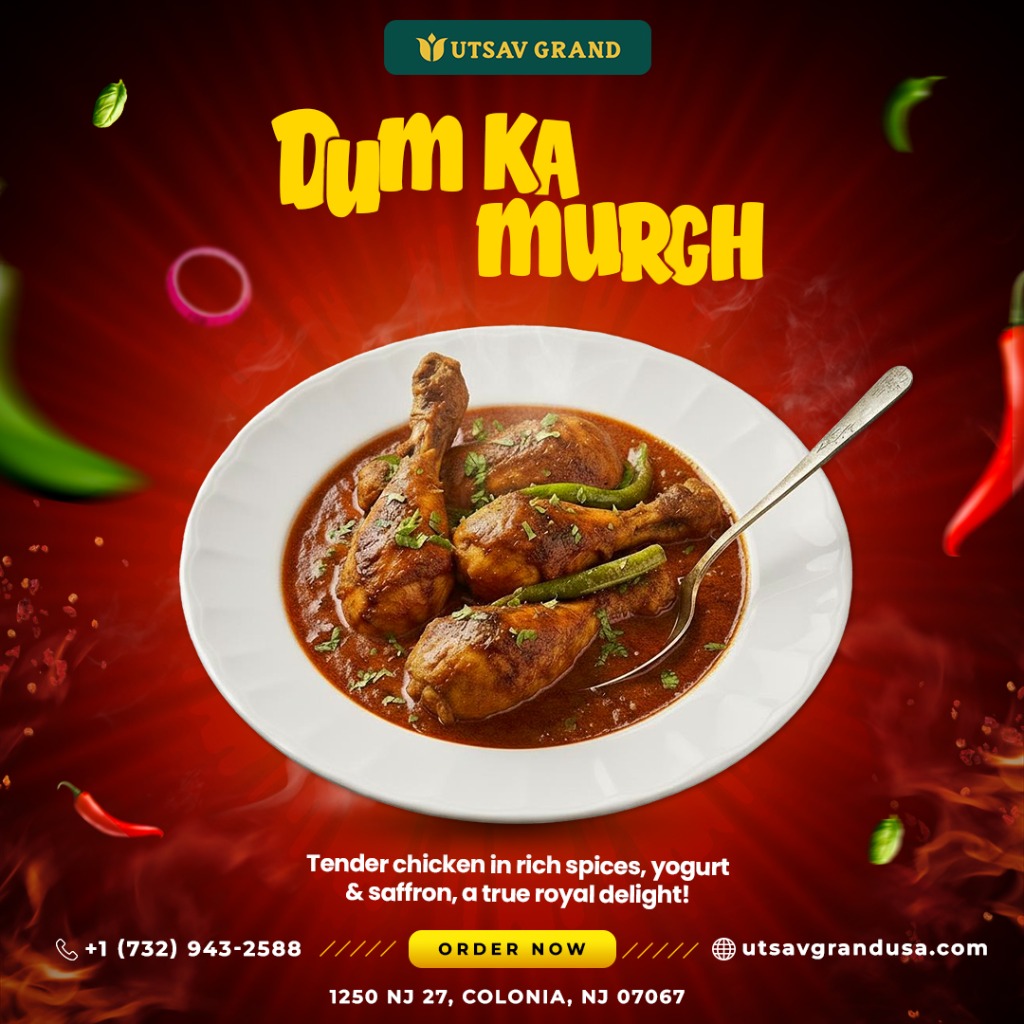 UTSAV GRAND
DUM KA
MURGH
Tender chicken in rich spices, yogurt
& saffron, a true royal delight!
+1 (732) 943-2588
ORDER NOW
utsavgrandusa.com
1250 NJ 27, COLONIA, NJ 07067